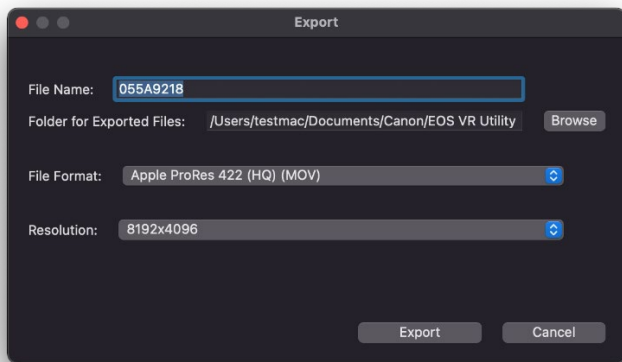 Export
File Name: 055A9218
Folder for Exported Files: /Users/testmac/Documents/Canon/EOS VR Utility Browse
File Format: Apple ProRes 422 (HQ) (MOV)
Resolution: 8192x4096
Export Cancel